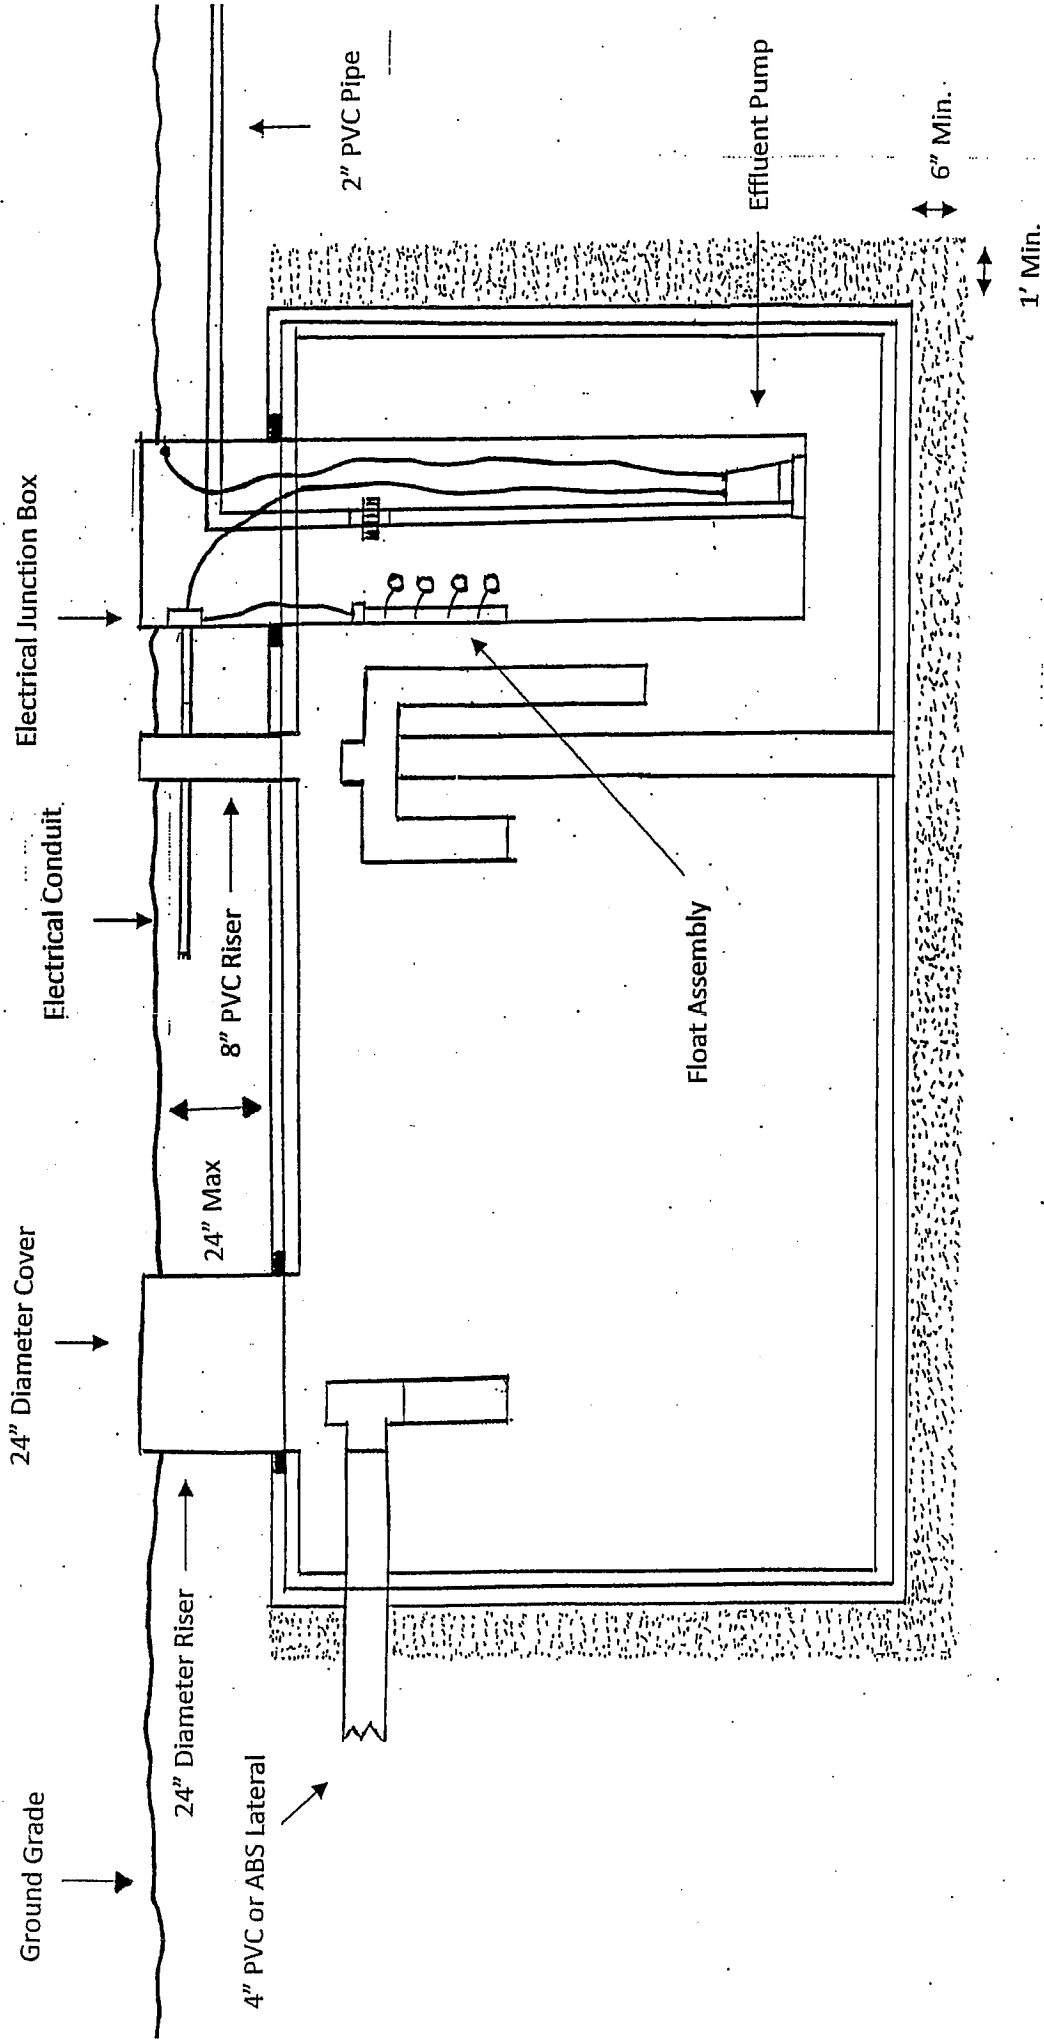 Ground Grade
24” Diameter Cover
Electrical Conduit
Electrical Junction Box
24” Diameter Riser
24” Max
8” PVC Riser
4” PVC or ABS Lateral
2” PVC Pipe
Float Assembly
Effluent Pump
6” Min.
1’ Min.